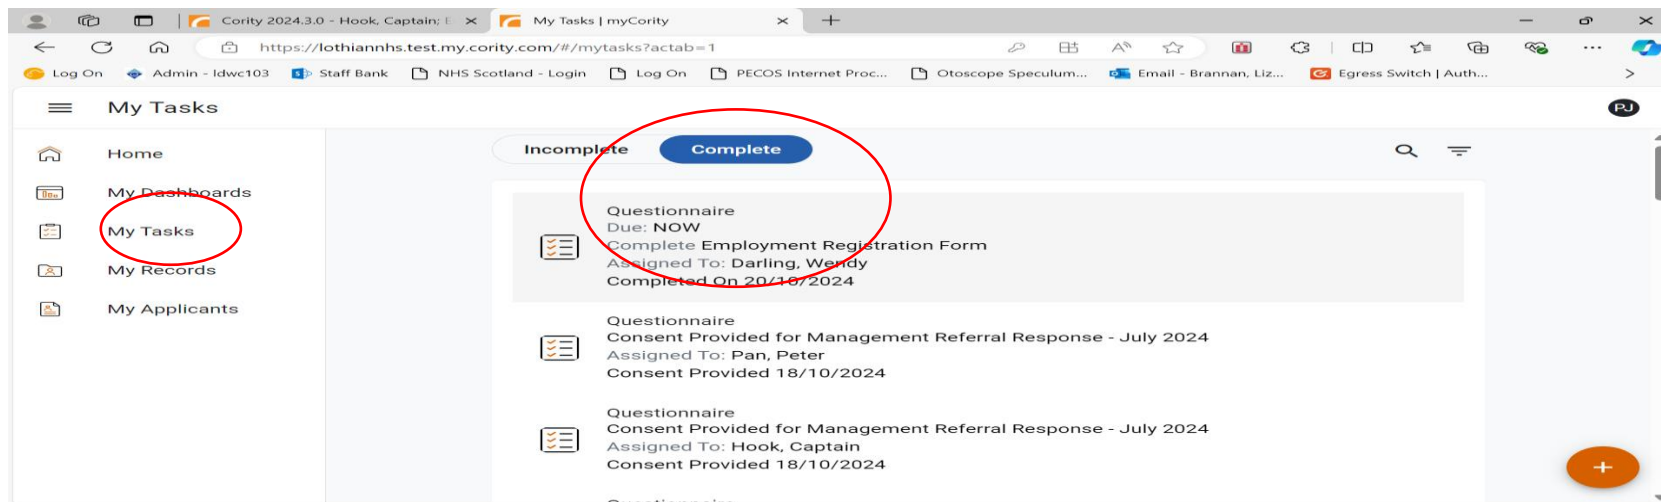 Cority 2024.3.0 - Hook, Captain; E
My Tasks | myCority
https://lothiannhs.test.my.cority.com/#/mytasks?actab=1
Log On
Admin - ldwc103
Staff Bank
NHS Scotland - Login
Log On
PECOS Internet Proc...
Otoscope Speculum...
Email - Brannan, Liz...
Egress Switch | Auth...
My Tasks
PJ
Home
My Dashboards
My Tasks
My Records
My Applicants
Incomplete
Complete
Questionnaire
Due: NOW
Complete Employment Registration Form
Assigned To: Darling, Wendy
Completed On 20/10/2024
Questionnaire
Consent Provided for Management Referral Response - July 2024
Assigned To: Pan, Peter
Consent Provided 18/10/2024
Questionnaire
Consent Provided for Management Referral Response - July 2024
Assigned To: Hook, Captain
Consent Provided 18/10/2024